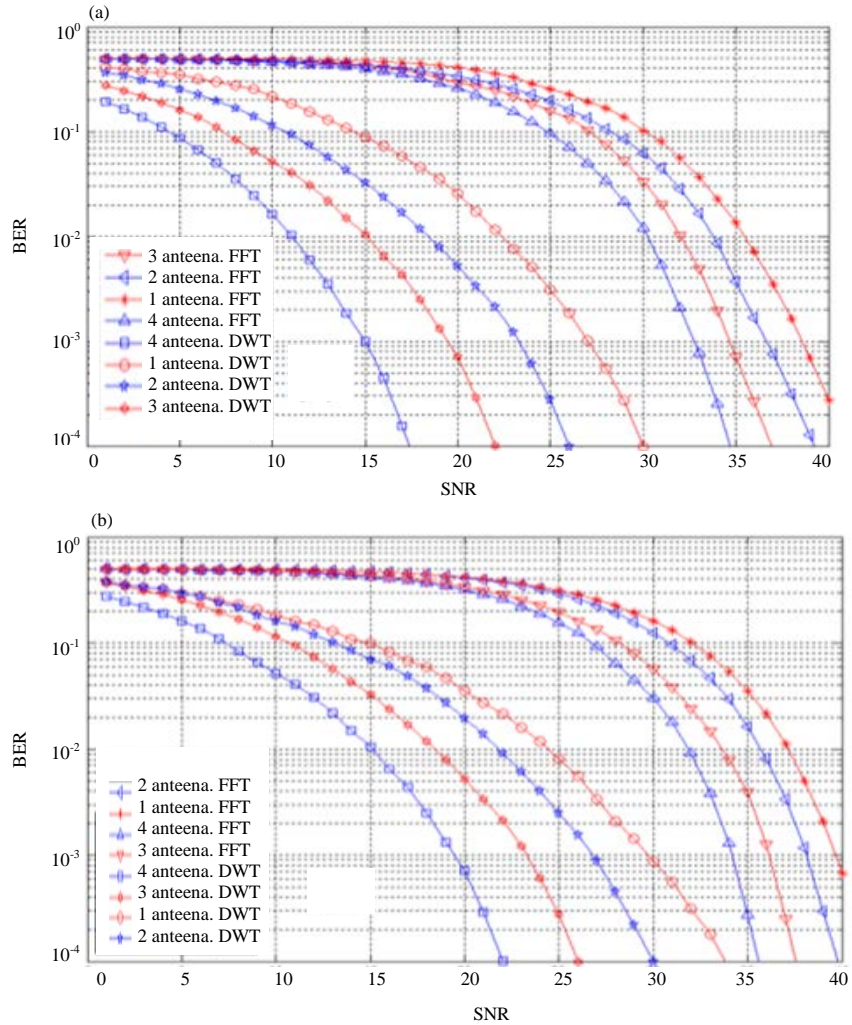 (a)
10^0
10^-1
10^-2
10^-3
10^-4
BER
3 anteena. FFT
2 anteena. FFT
1 anteena. FFT
4 anteena. FFT
4 anteena. DWT
1 anteena. DWT
2 anteena. DWT
3 anteena. DWT
0 5 10 15 20 25 30 35 40
SNR
(b)
10^0
10^-1
10^-2
10^-3
10^-4
BER
2 anteena. FFT
1 anteena. FFT
4 anteena. FFT
3 anteena. FFT
4 anteena. DWT
3 anteena. DWT
1 anteena. DWT
2 anteena. DWT
0 5 10 15 20 25 30 35 40
SNR